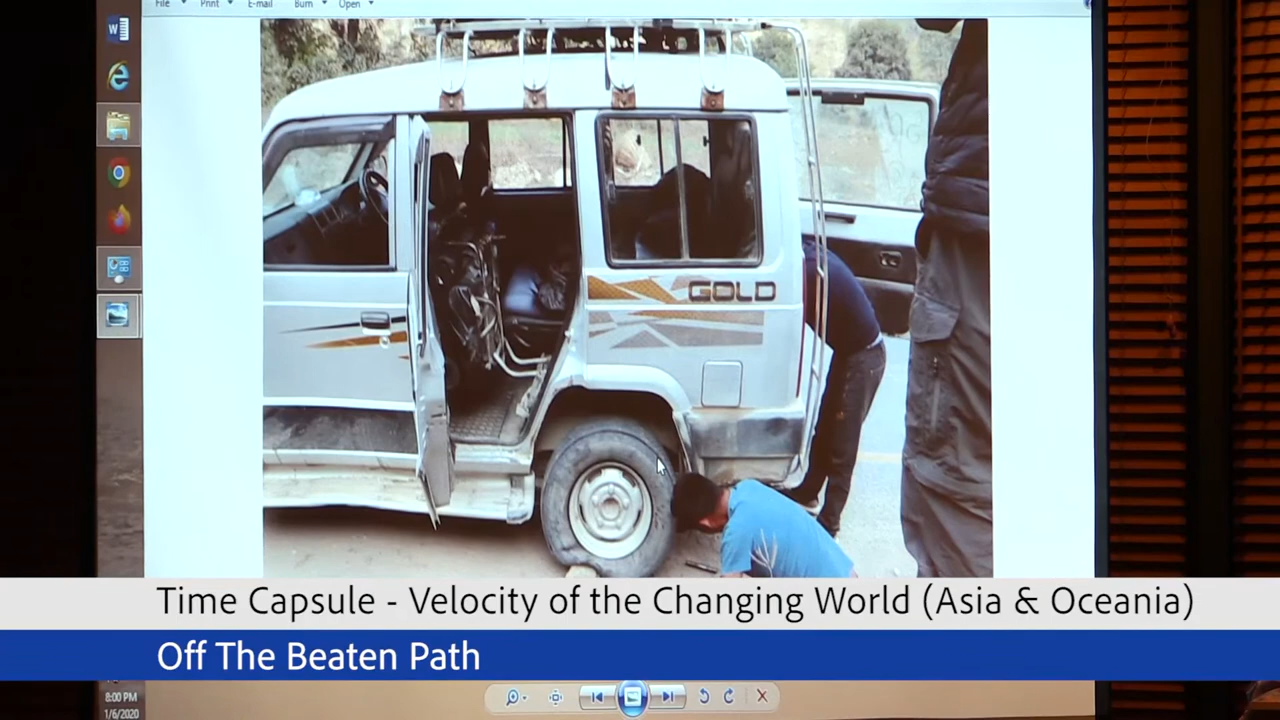 File Print E-mail Burn Open
GOLD
Time Capsule - Velocity of the Changing World (Asia & Oceania)
Off The Beaten Path
8:00 PM
1/6/2020